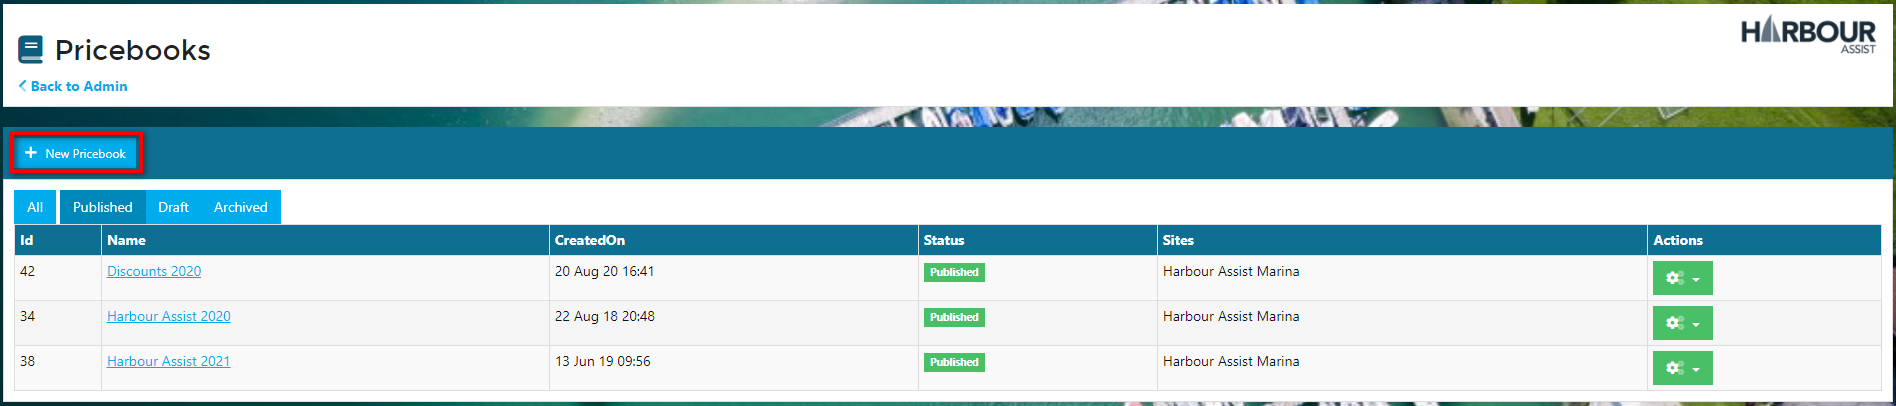 HARBOUR
ASSIST
Pricebooks
Back to Admin
New Pricebook
All Published Draft Archived
Id Name CreatedOn Status Sites Actions
42 Discounts 2020 20 Aug 20 16:41 Published Harbour Assist Marina
34 Harbour Assist 2020 22 Aug 18 20:48 Published Harbour Assist Marina
38 Harbour Assist 2021 13 Jun 19 09:56 Published Harbour Assist Marina